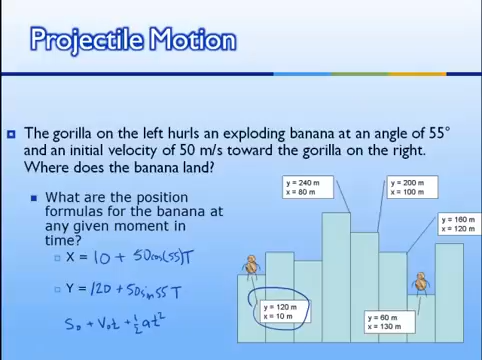 Projectile Motion
The gorilla on the left hurls an exploding banana at an angle of 55°
and an initial velocity of 50 m/s toward the gorilla on the right.
Where does the banana land?
What are the position
formulas for the banana at
any given moment in
time?
X = 10 + 50cos(55)T
Y = 120 + 50sin55T
S₀ + V₀t + ½at²
y = 240 m
x = 80 m
y = 200 m
x = 100 m
y = 160 m
x = 120 m
y = 120 m
x = 10 m
y = 60 m
x = 130 m